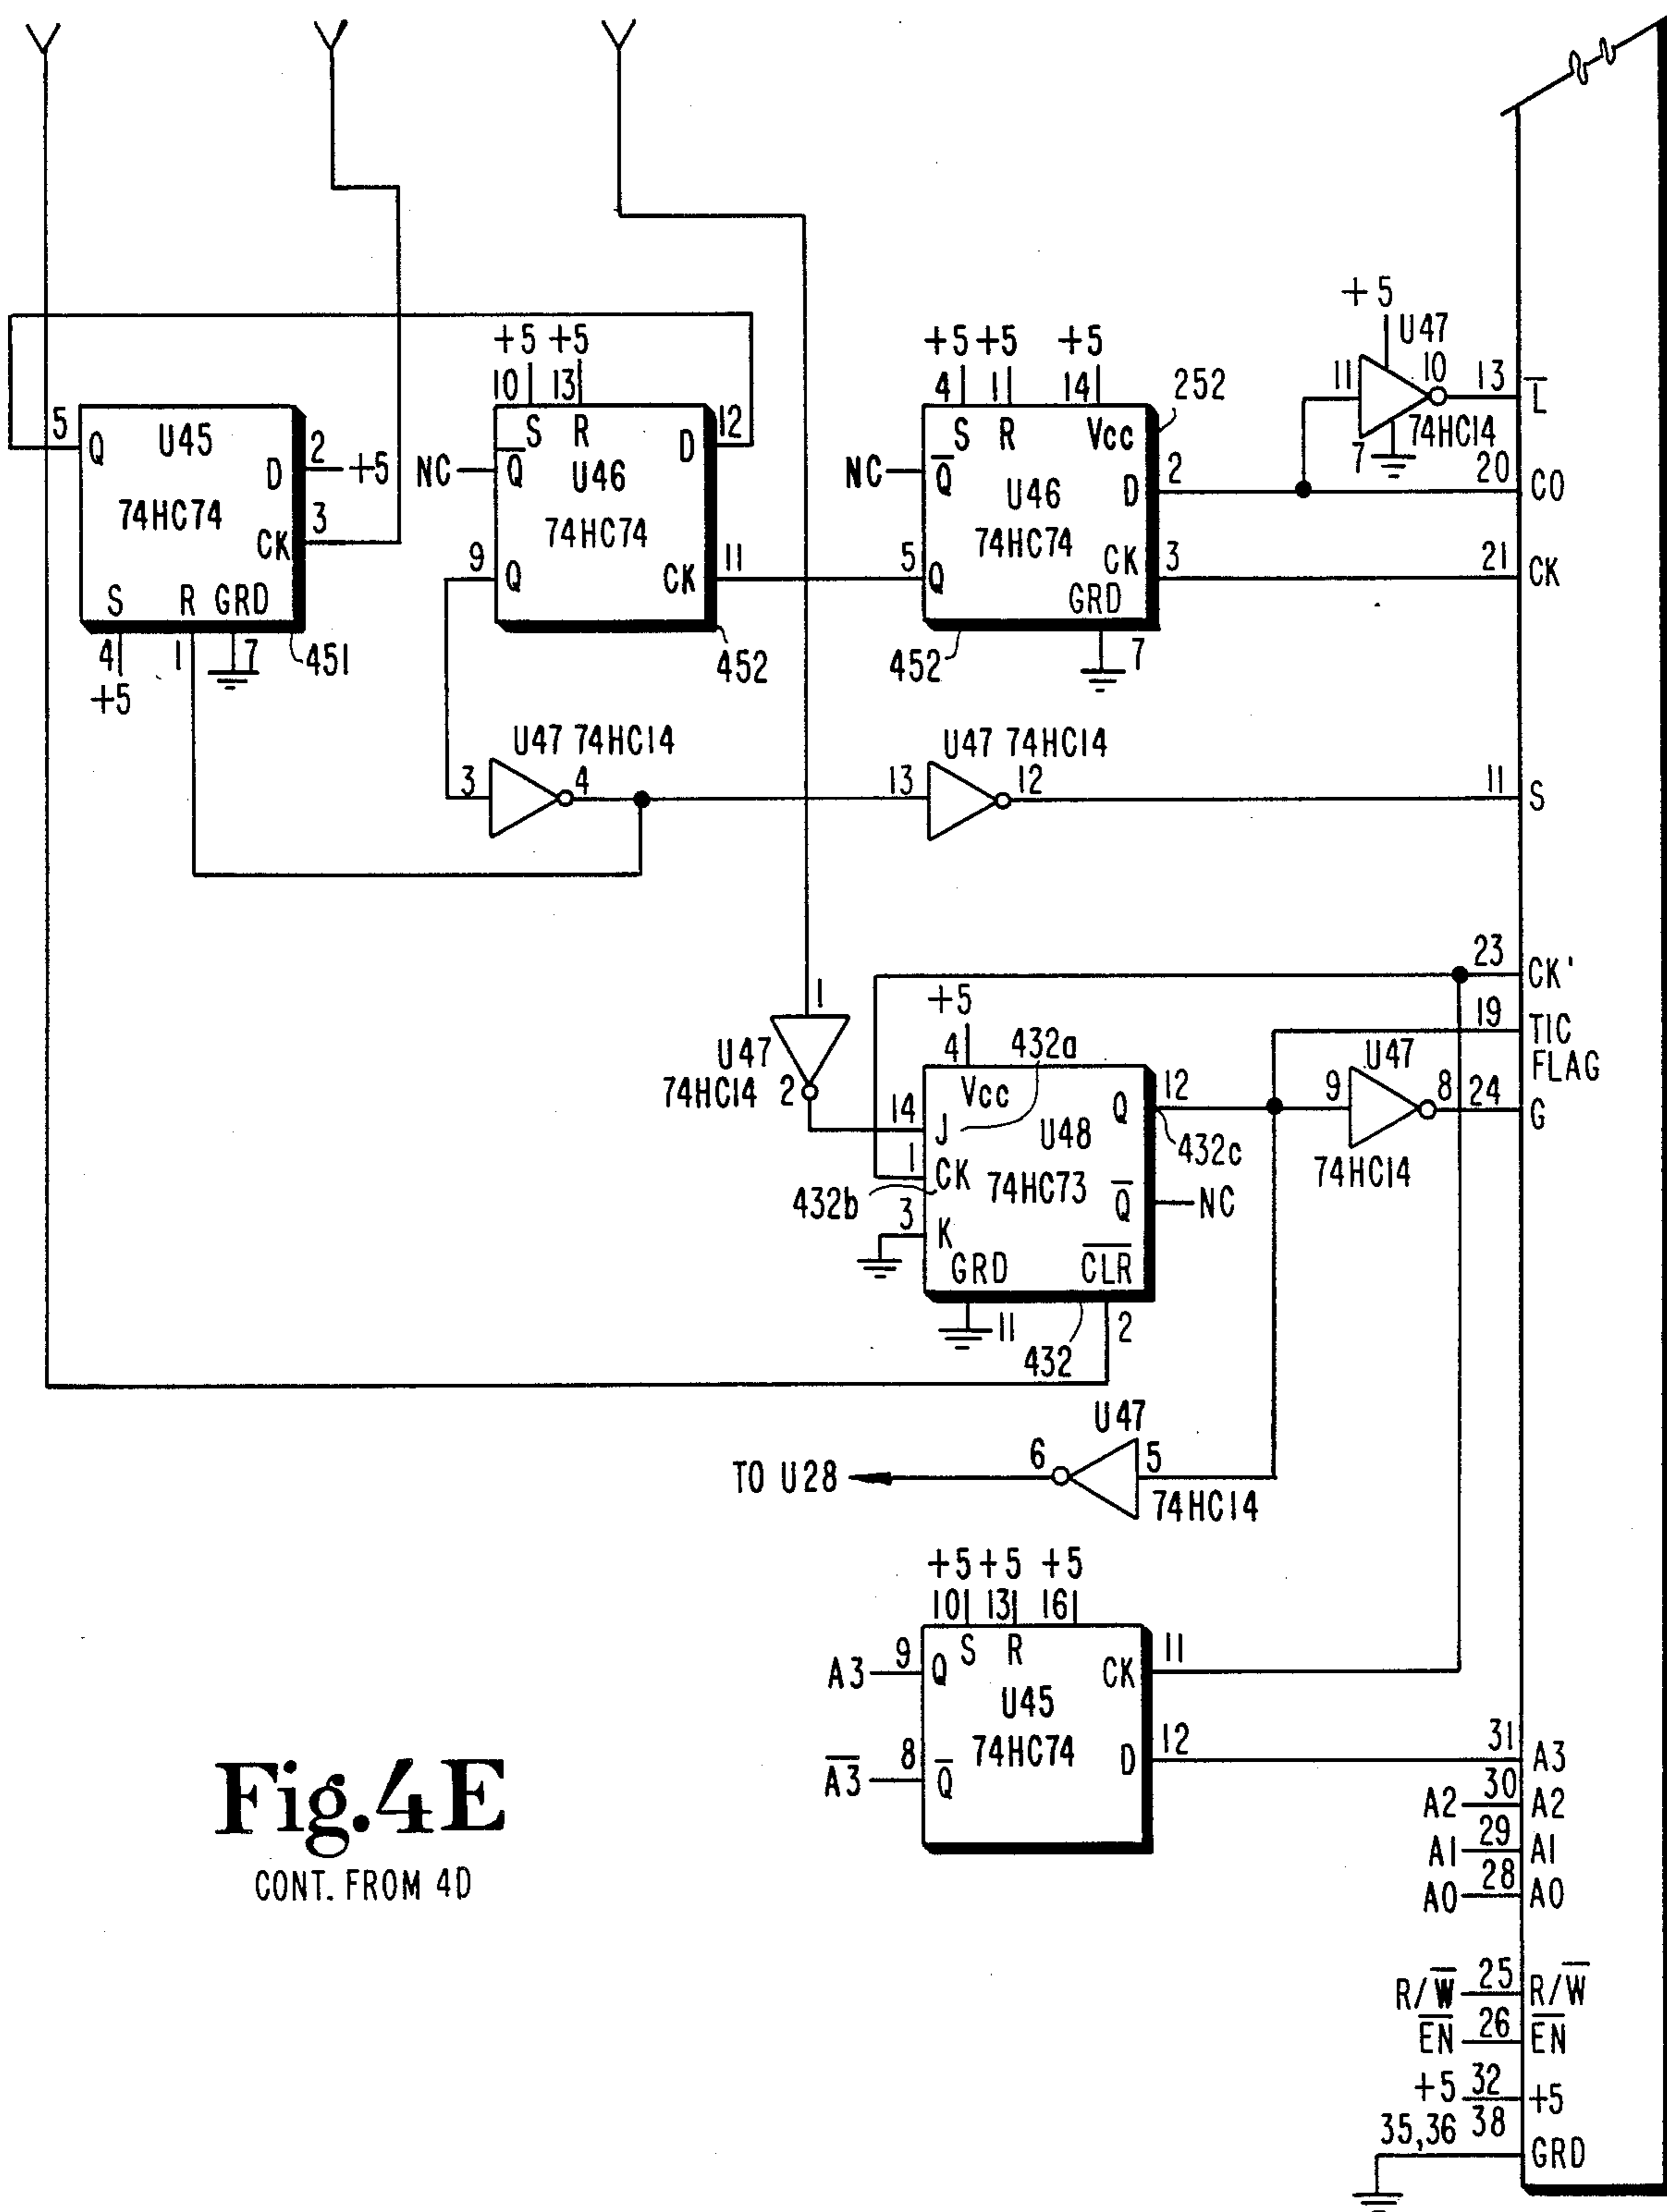 +5
U47
11
10
13
L̅
7
74HC14
20
CO
21
CK
5
Q
U45
D
2
+5
74HC74
3
CK
S
R
GRD
4
1
7
451
+5
+5 +5
10
13
S
R
D
12
NC
Q̅
U46
74HC74
9
Q
CK
11
452
+5 +5 +5
4
1
14
252
S
R
Vcc
NC
Q̅
2
U46
D
74HC74
5
Q
CK
3
GRD
452
7
U47 74HC14
3
4
U47 74HC14
13
12
11
S
23
CK'
1
+5
19
TIC
FLAG
U47
74HC14
2
4
432a
U47
Vcc
Q
12
9
8
24
G
14
J
U48
432c
74HC14
1
CK
74HC73
432b
Q̅
NC
3
K
GRD
C̅L̅R̅
11
2
432
U47
TO U28
6
5
74HC14
+5 +5 +5
10
13
16
S
R
A3
9
Q
CK
11
U45
74HC74
D
12
31
A3
A̅3̅
8
Q̅
A2
30
A2
A1
29
A1
A0
28
A0
R/W̅
25
R/W̅
E̅N̅
26
E̅N̅
+5
32
+5
35,36
38
GRD
Fig.4E
CONT. FROM 4D